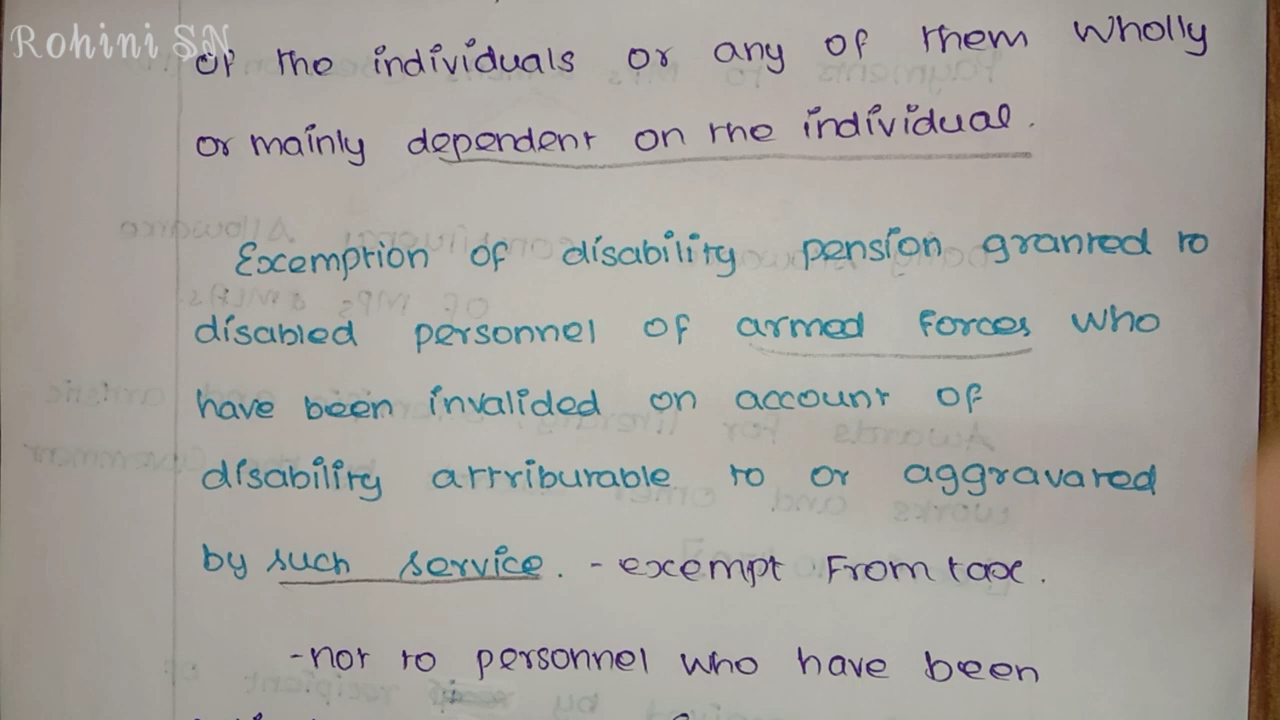 Rohini SN
of the individuals or any of them wholly
or mainly dependent on the individual.
Exemption of disability pension granted to
disabled personnel of armed forces who
have been invalided on account of
disability attributable to or aggravated
by such service. - exempt from tax.
- not to personnel who have been